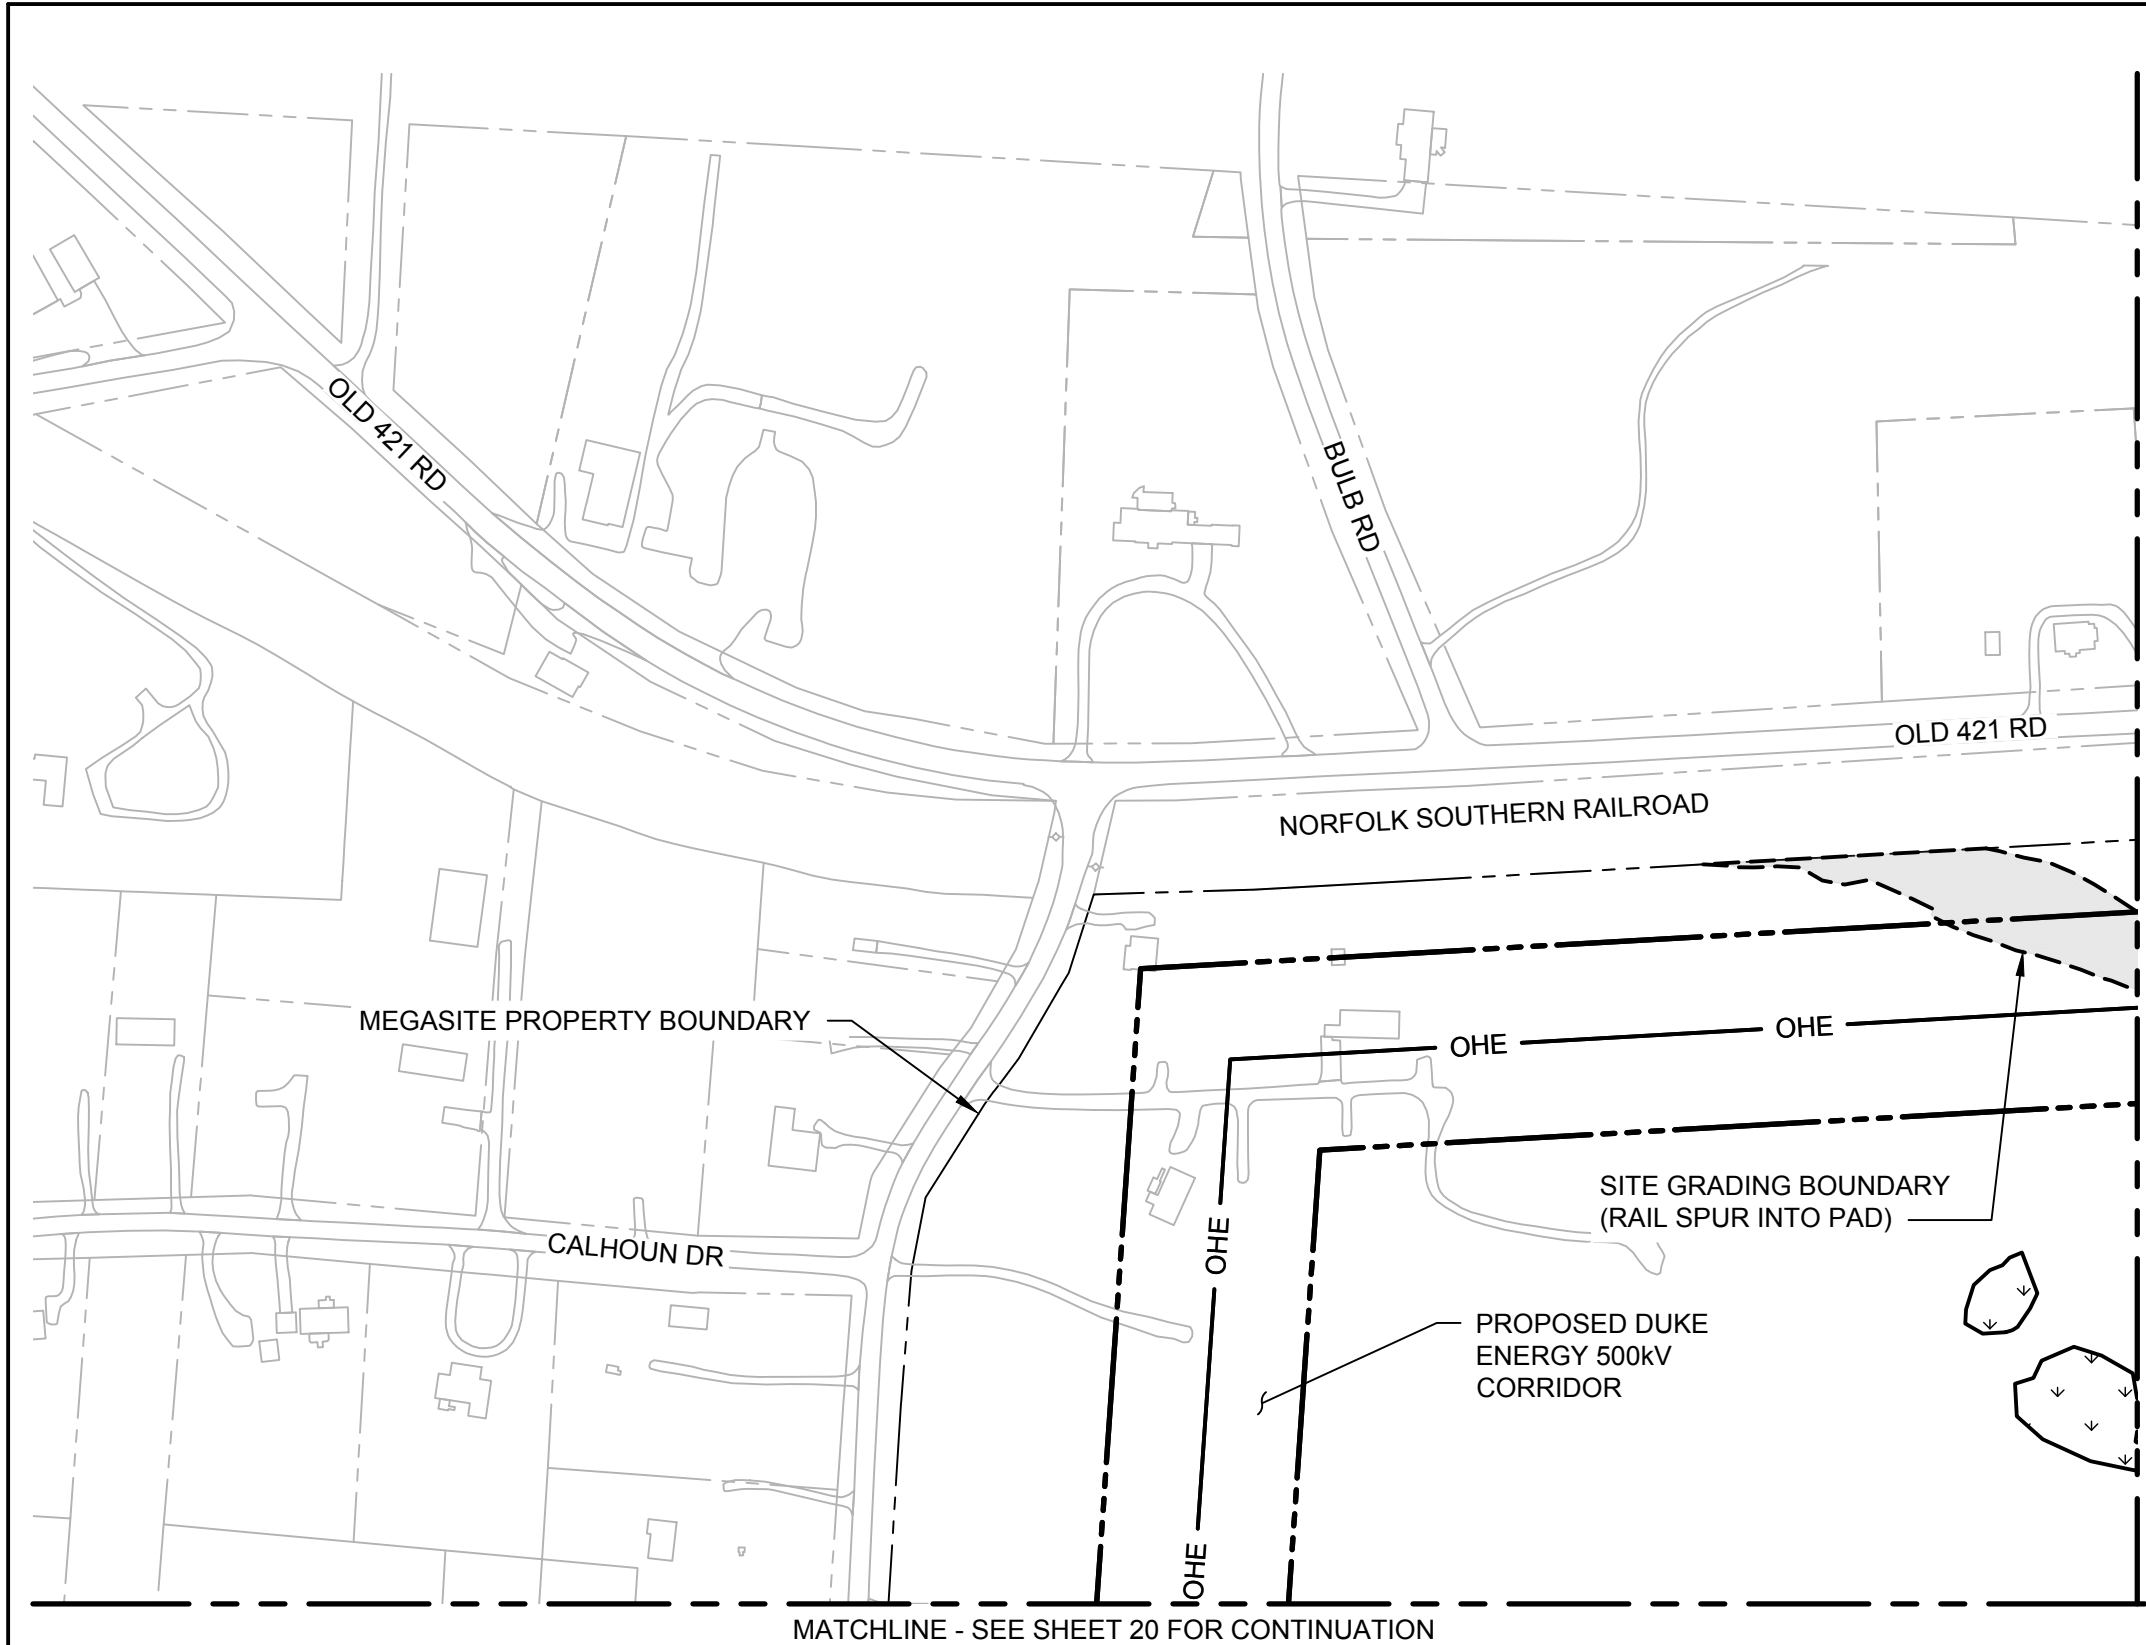 OLD 421 RD
BULB RD
OLD 421 RD
NORFOLK SOUTHERN RAILROAD
MEGASITE PROPERTY BOUNDARY
OHE
OHE
SITE GRADING BOUNDARY
(RAIL SPUR INTO PAD)
OHE
CALHOUN DR
PROPOSED DUKE
ENERGY 500kV
CORRIDOR
OHE
MATCHLINE - SEE SHEET 20 FOR CONTINUATION